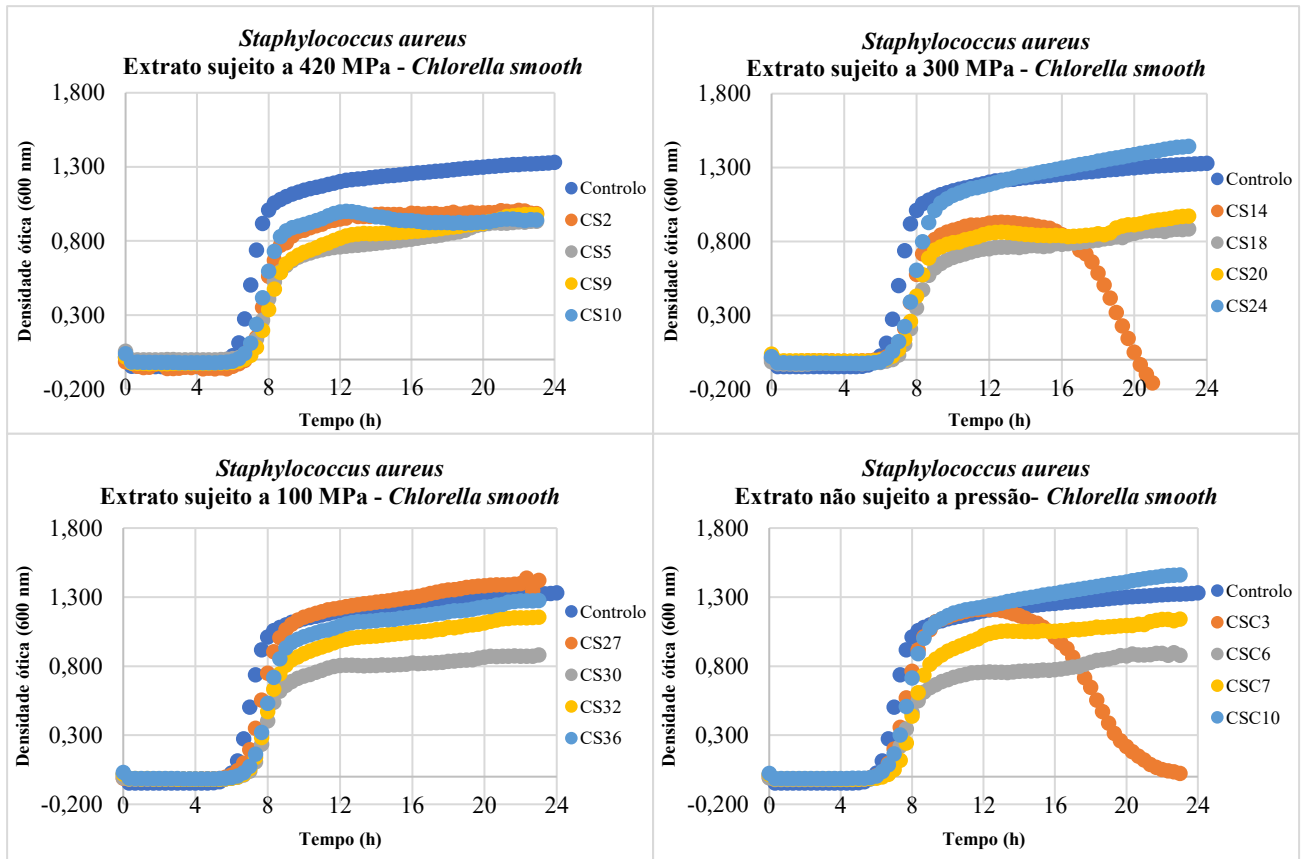 Staphylococcus aureus
Extrato sujeito a 420 MPa - Chlorella smooth
Densidade ótica (600 nm)
1,800
1,300
0,800
0,300
-0,200
0 4 8 12 16 20 24
Tempo (h)
Controlo
CS2
CS5
CS9
CS10
Staphylococcus aureus
Extrato sujeito a 300 MPa - Chlorella smooth
Densidade ótica (600 nm)
1,800
1,300
0,800
0,300
-0,200
0 4 8 12 16 20 24
Tempo (h)
Controlo
CS14
CS18
CS20
CS24
Staphylococcus aureus
Extrato sujeito a 100 MPa - Chlorella smooth
Densidade ótica (600 nm)
1,800
1,300
0,800
0,300
-0,200
0 4 8 12 16 20 24
Tempo (h)
Controlo
CS27
CS30
CS32
CS36
Staphylococcus aureus
Extrato não sujeito a pressão- Chlorella smooth
Densidade ótica (600 nm)
1,800
1,300
0,800
0,300
-0,200
0 4 8 12 16 20 24
Tempo (h)
Controlo
CSC3
CSC6
CSC7
CSC10